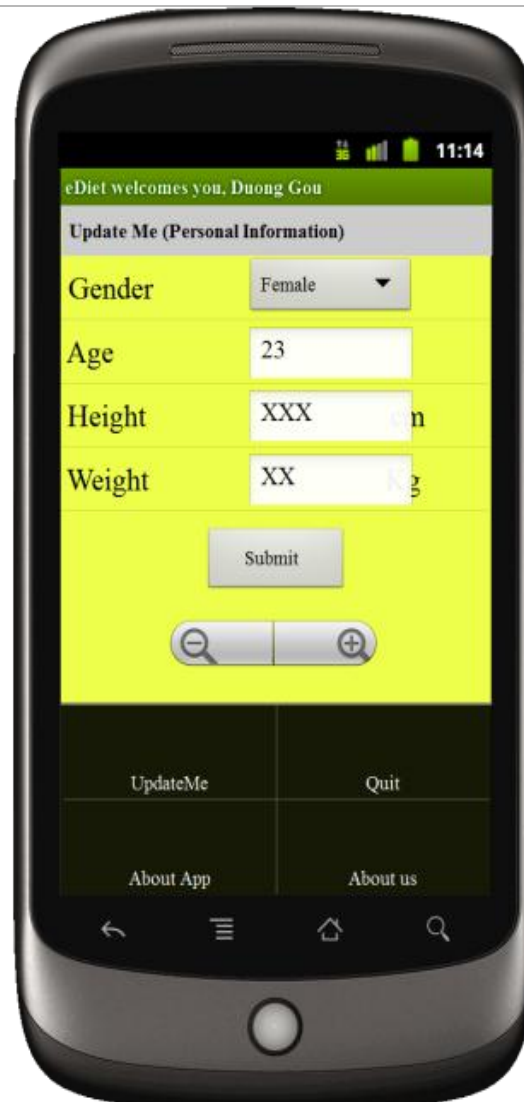 3G 11:14
eDiet welcomes you, Duong Gou
Update Me (Personal Information)
Gender Female
Age 23
Height XXX cm
Weight XX Kg
Submit
UpdateMe Quit
About App About us